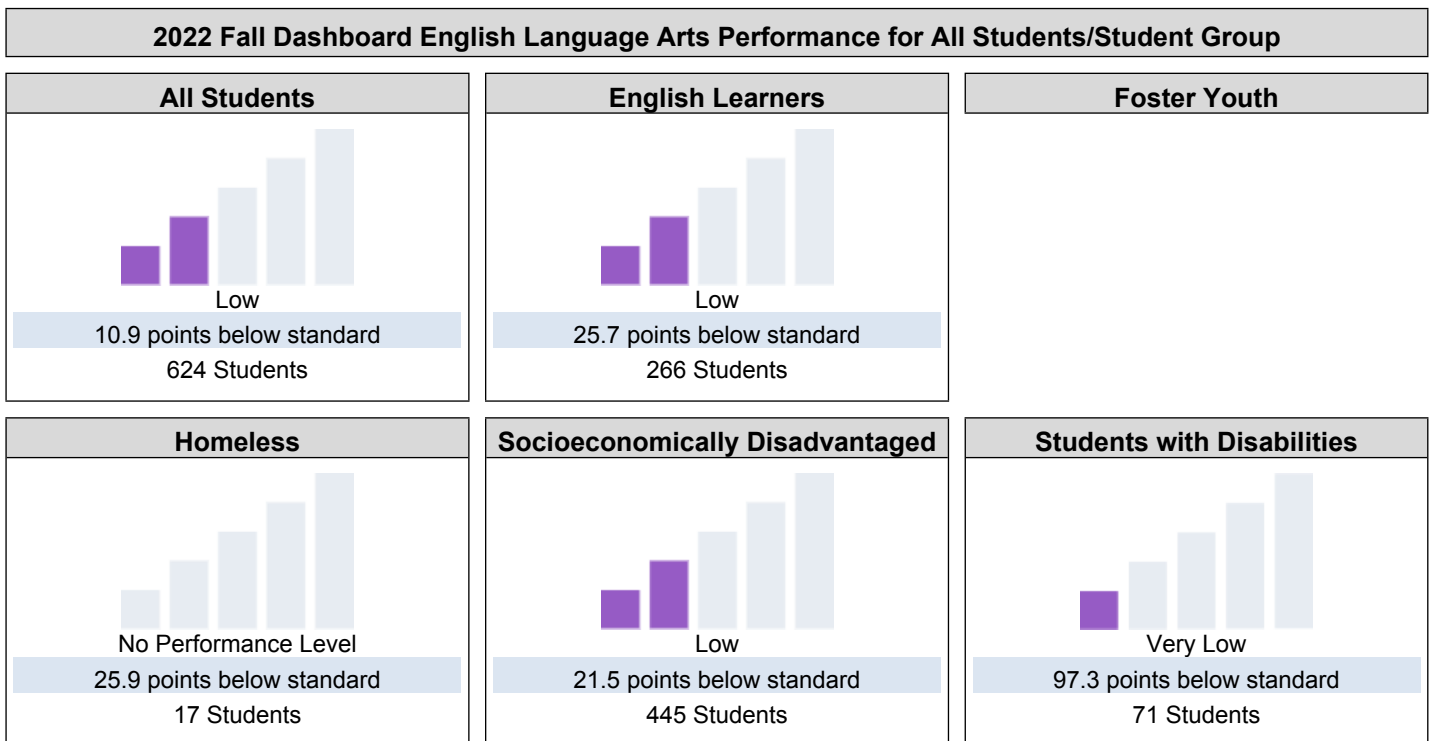 2022 Fall Dashboard English Language Arts Performance for All Students/Student Group
All Students
Low
10.9 points below standard
624 Students
English Learners
Low
25.7 points below standard
266 Students
Foster Youth
Homeless
No Performance Level
25.9 points below standard
17 Students
Socioeconomically Disadvantaged
Low
21.5 points below standard
445 Students
Students with Disabilities
Very Low
97.3 points below standard
71 Students